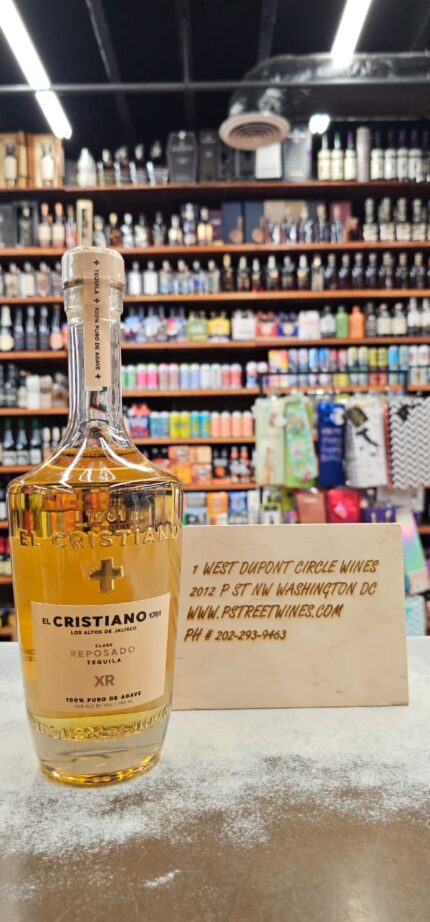 TEQUILA + 100% PURO DE AGAVE
1761
EL CRISTIANO
EL CRISTIANO 1761
LOS ALTOS DE JALISCO
CLASE
REPOSADO
TEQUILA
XR
100% PURO DE AGAVE
1 WEST DUPONT CIRCLE WINES
2012 P ST NW WASHINGTON DC
WWW.PSTREETWINES.COM
PH # 202-293-9463